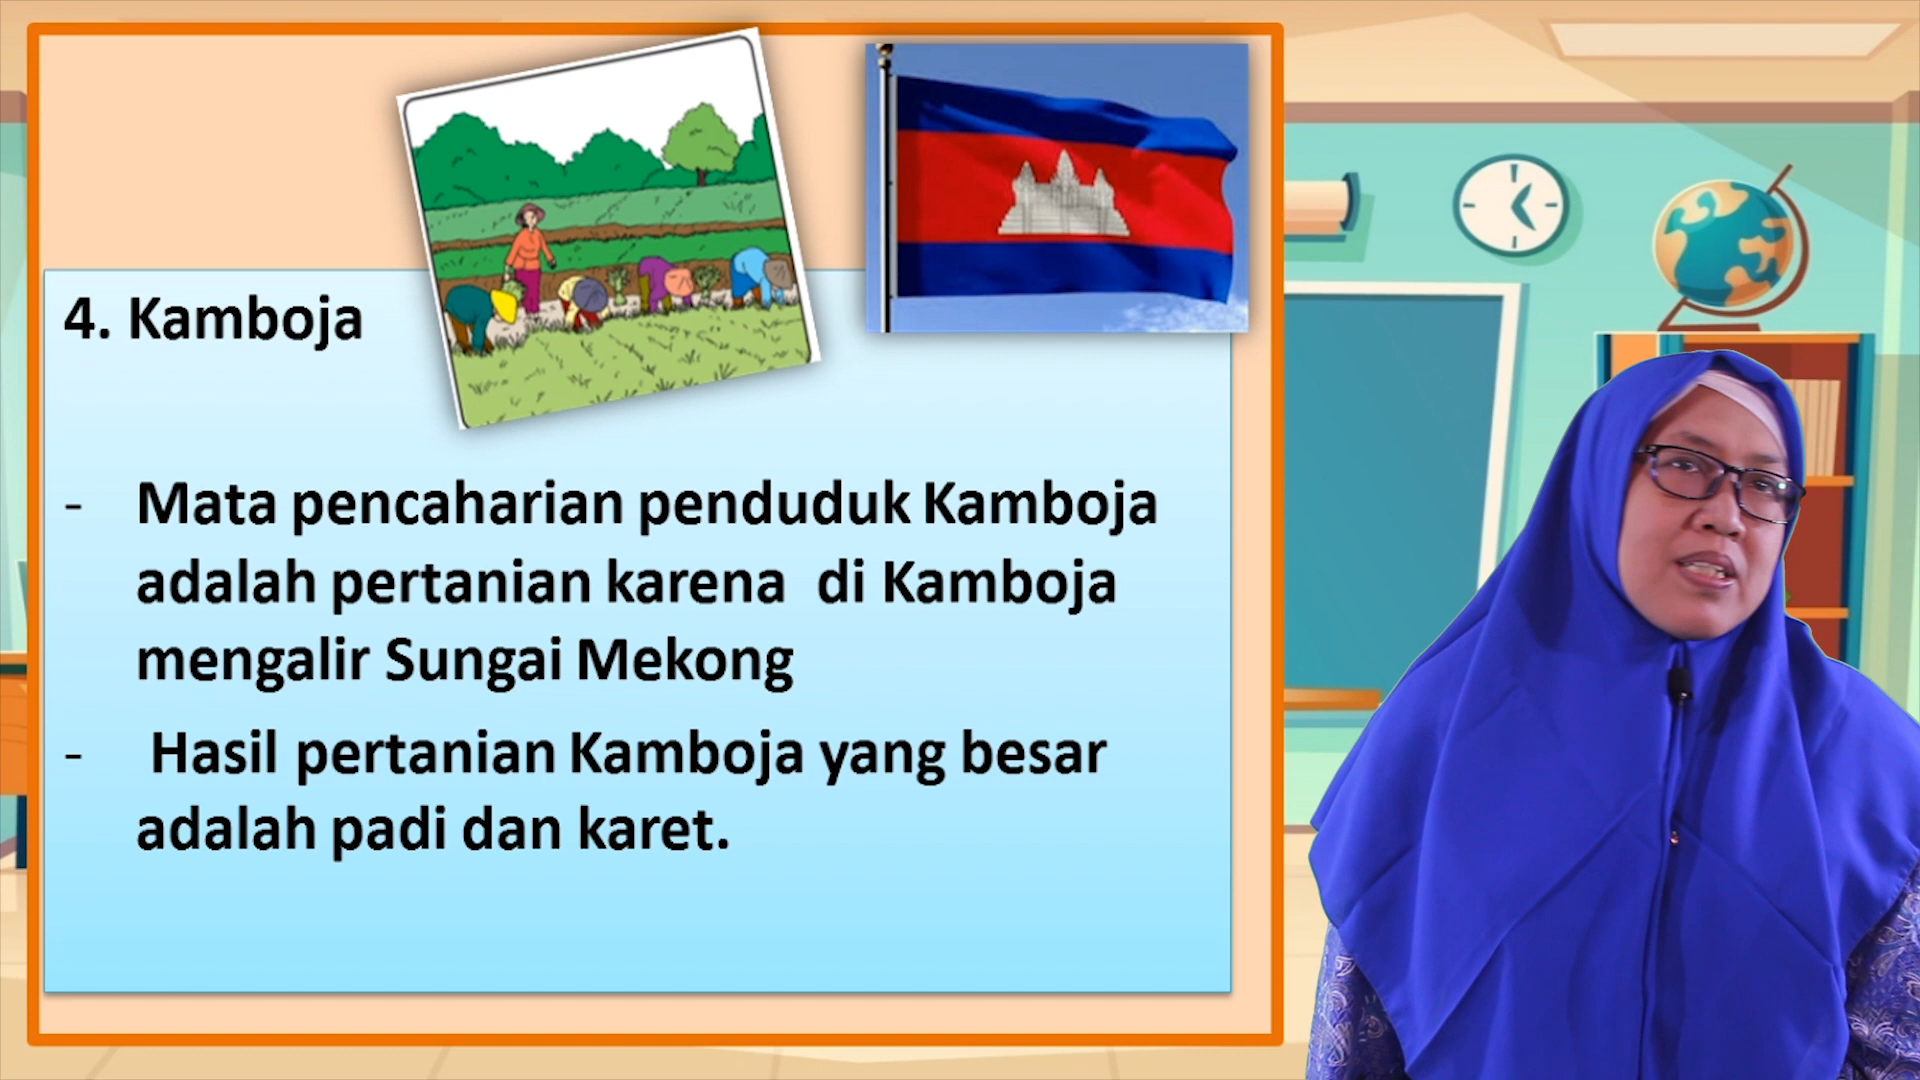 4. Kamboja
- Mata pencaharian penduduk Kamboja
adalah pertanian karena di Kamboja
mengalir Sungai Mekong
- Hasil pertanian Kamboja yang besar
adalah padi dan karet.